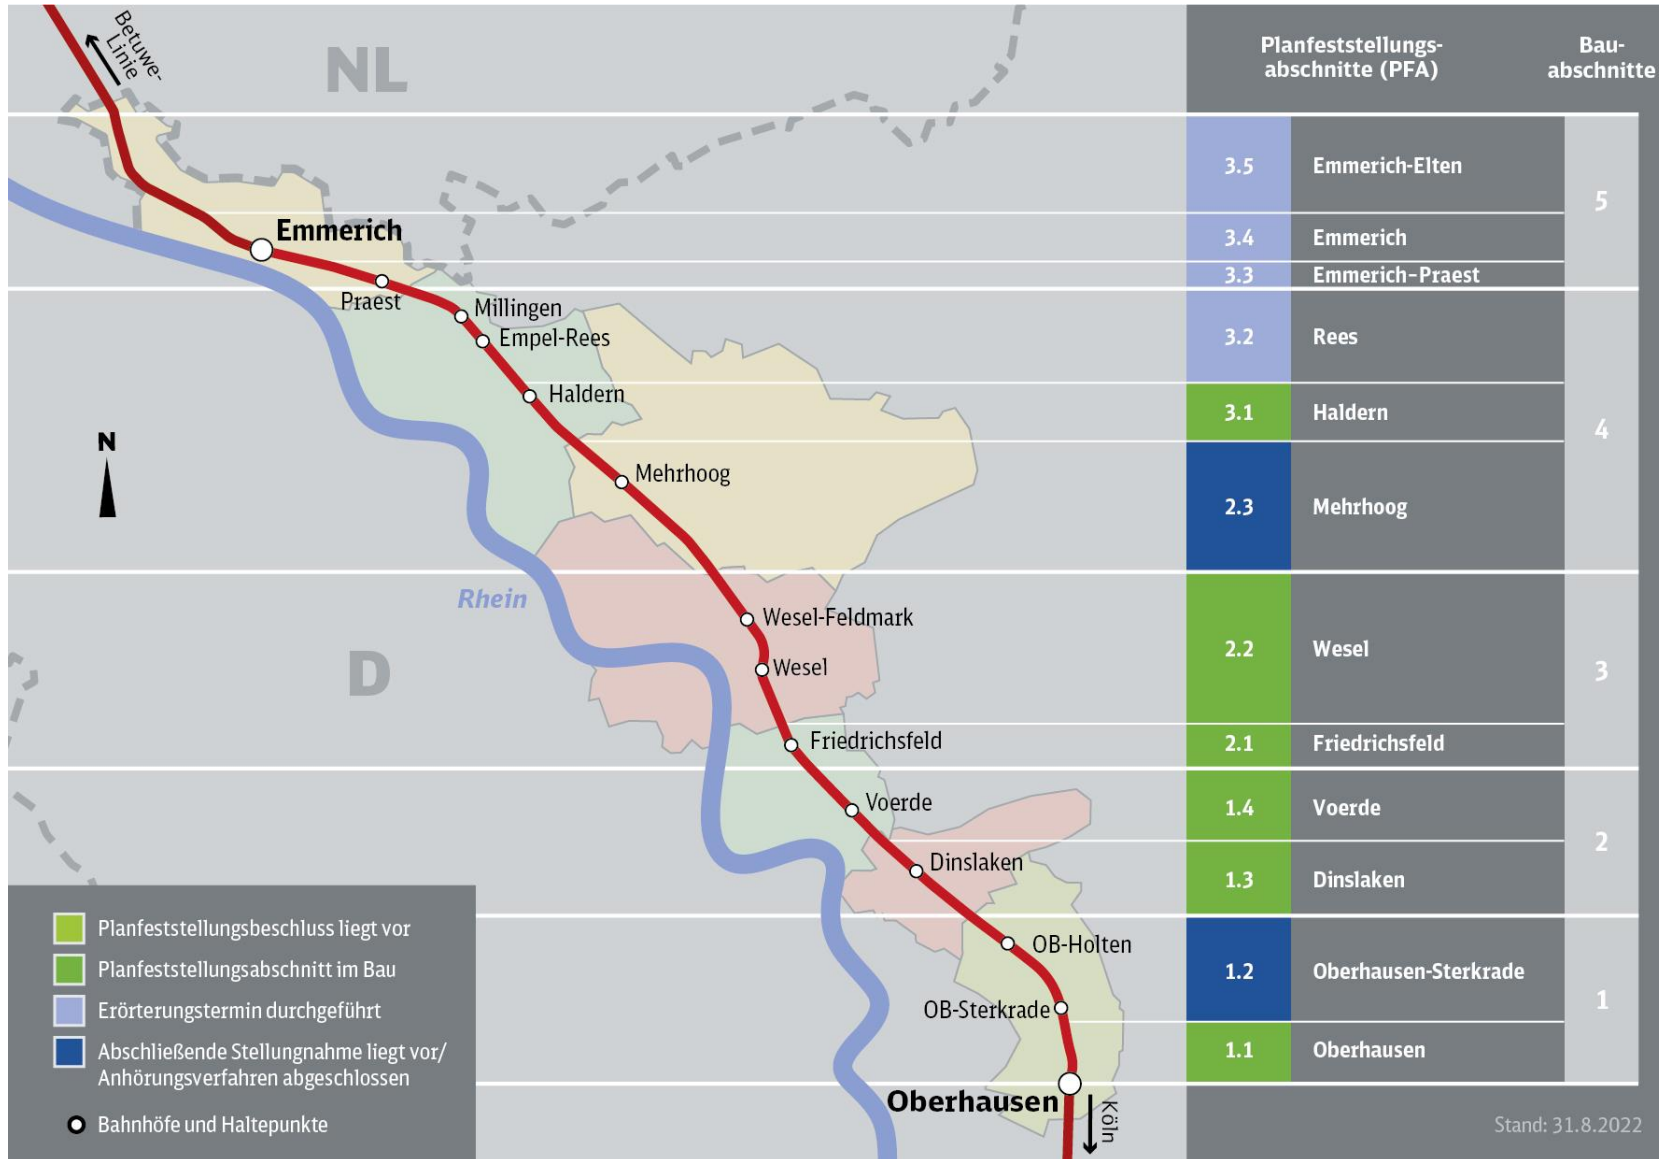 Betuwe-
Linie
NL
Planfeststellungs-
abschnitte (PFA)
Bau-
abschnitte
3.5 Emmerich-Elten
3.4 Emmerich
3.3 Emmerich-Praest
5
3.2 Rees
3.1 Haldern
2.3 Mehrhoog
4
2.2 Wesel
2.1 Friedrichsfeld
3
1.4 Voerde
1.3 Dinslaken
2
1.2 Oberhausen-Sterkrade
1.1 Oberhausen
1
Emmerich
Praest
Millingen
Empel-Rees
Haldern
N
Mehrhoog
Rhein
Wesel-Feldmark
D
Wesel
Friedrichsfeld
Voerde
Dinslaken
OB-Holten
OB-Sterkrade
Oberhausen
Köln
Planfeststellungsbeschluss liegt vor
Planfeststellungsabschnitt im Bau
Erörterungstermin durchgeführt
Abschließende Stellungnahme liegt vor/
Anhörungsverfahren abgeschlossen
Bahnhöfe und Haltepunkte
Stand: 31.8.2022